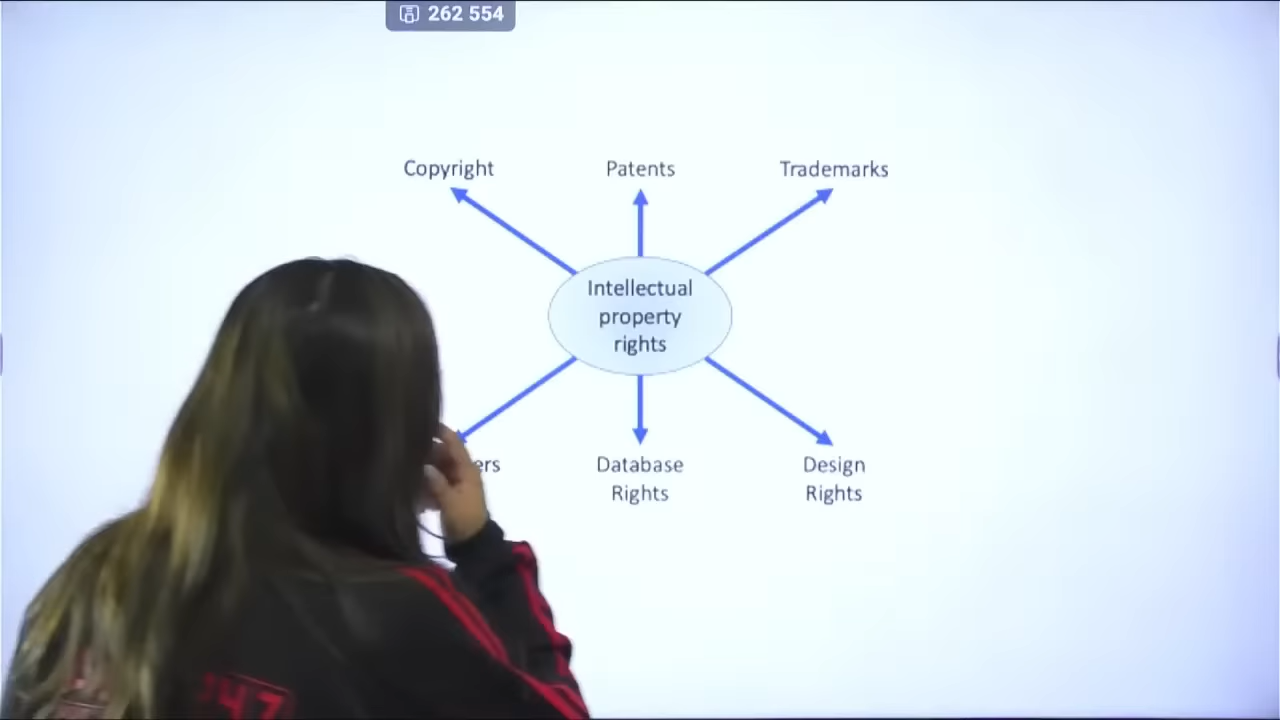 262 554
Copyright
Patents
Trademarks
Intellectual
property
rights
Database
Rights
Design
Rights